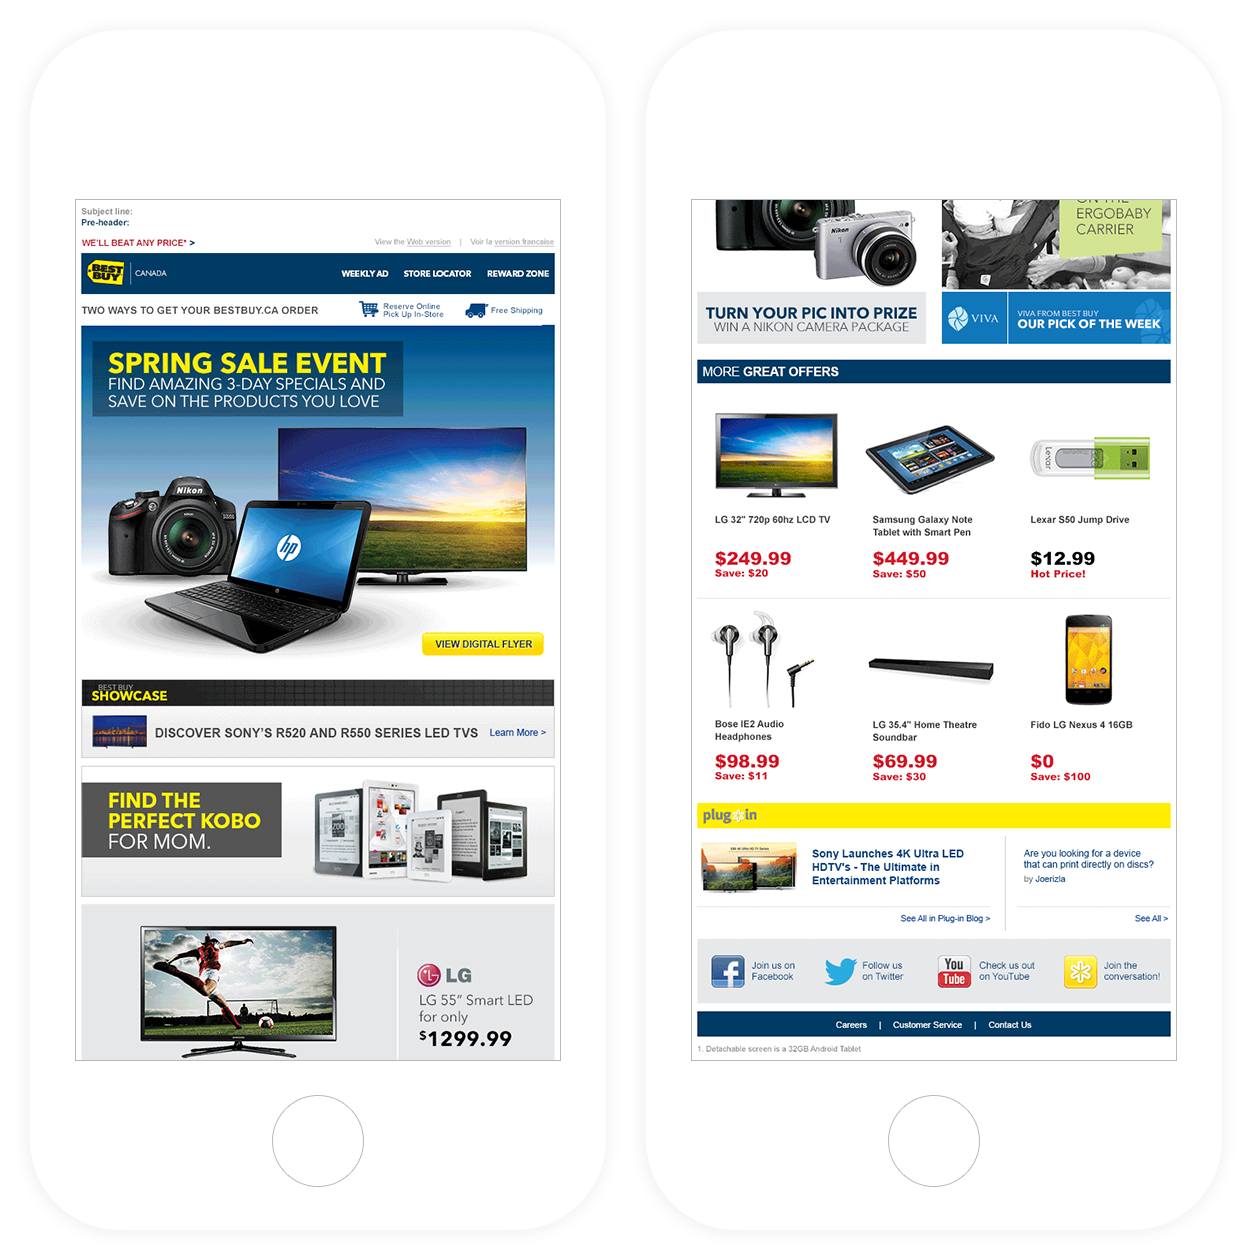 Subject line:
Pre-header:
WE'LL BEAT ANY PRICE* >
View the Web version | Voir la version francaise
BEST BUY
CANADA
WEEKLY AD STORE LOCATOR REWARD ZONE
TWO WAYS TO GET YOUR BESTBUY.CA ORDER
Reserve Online
Pick Up In-Store
Free Shipping
SPRING SALE EVENT
FIND AMAZING 3-DAY SPECIALS AND
SAVE ON THE PRODUCTS YOU LOVE
Nikon
hp
VIEW DIGITAL FLYER
BEST BUY
SHOWCASE
DISCOVER SONY'S R520 AND R550 SERIES LED TVS Learn More >
FIND THE
PERFECT KOBO
FOR MOM.
LG
LG 55" Smart LED
for only
$1299.99
ON THE
ERGOBABY
CARRIER
Nikon
TURN YOUR PIC INTO PRIZE
WIN A NIKON CAMERA PACKAGE
VIVA
VIVA FROM BEST BUY
OUR PICK OF THE WEEK
MORE GREAT OFFERS
Lexar
LG 32" 720p 60hz LCD TV
$249.99
Save: $20
Samsung Galaxy Note
Tablet with Smart Pen
$449.99
Save: $50
Lexar S50 Jump Drive
$12.99
Hot Price!
Bose IE2 Audio
Headphones
$98.99
Save: $11
LG 35.4" Home Theatre
Soundbar
$69.99
Save: $30
Fido LG Nexus 4 16GB
$0
Save: $100
plug in
Sony Launches 4K Ultra LED
HDTV's - The Ultimate in
Entertainment Platforms
See All in Plug-in Blog >
Are you looking for a device
that can print directly on discs?
by Joerizla
See All >
Join us on
Facebook
Follow us
on Twitter
You
Tube
Check us out
on YouTube
Join the
conversation!
Careers | Customer Service | Contact Us
1. Detachable screen is a 32GB Android Tablet